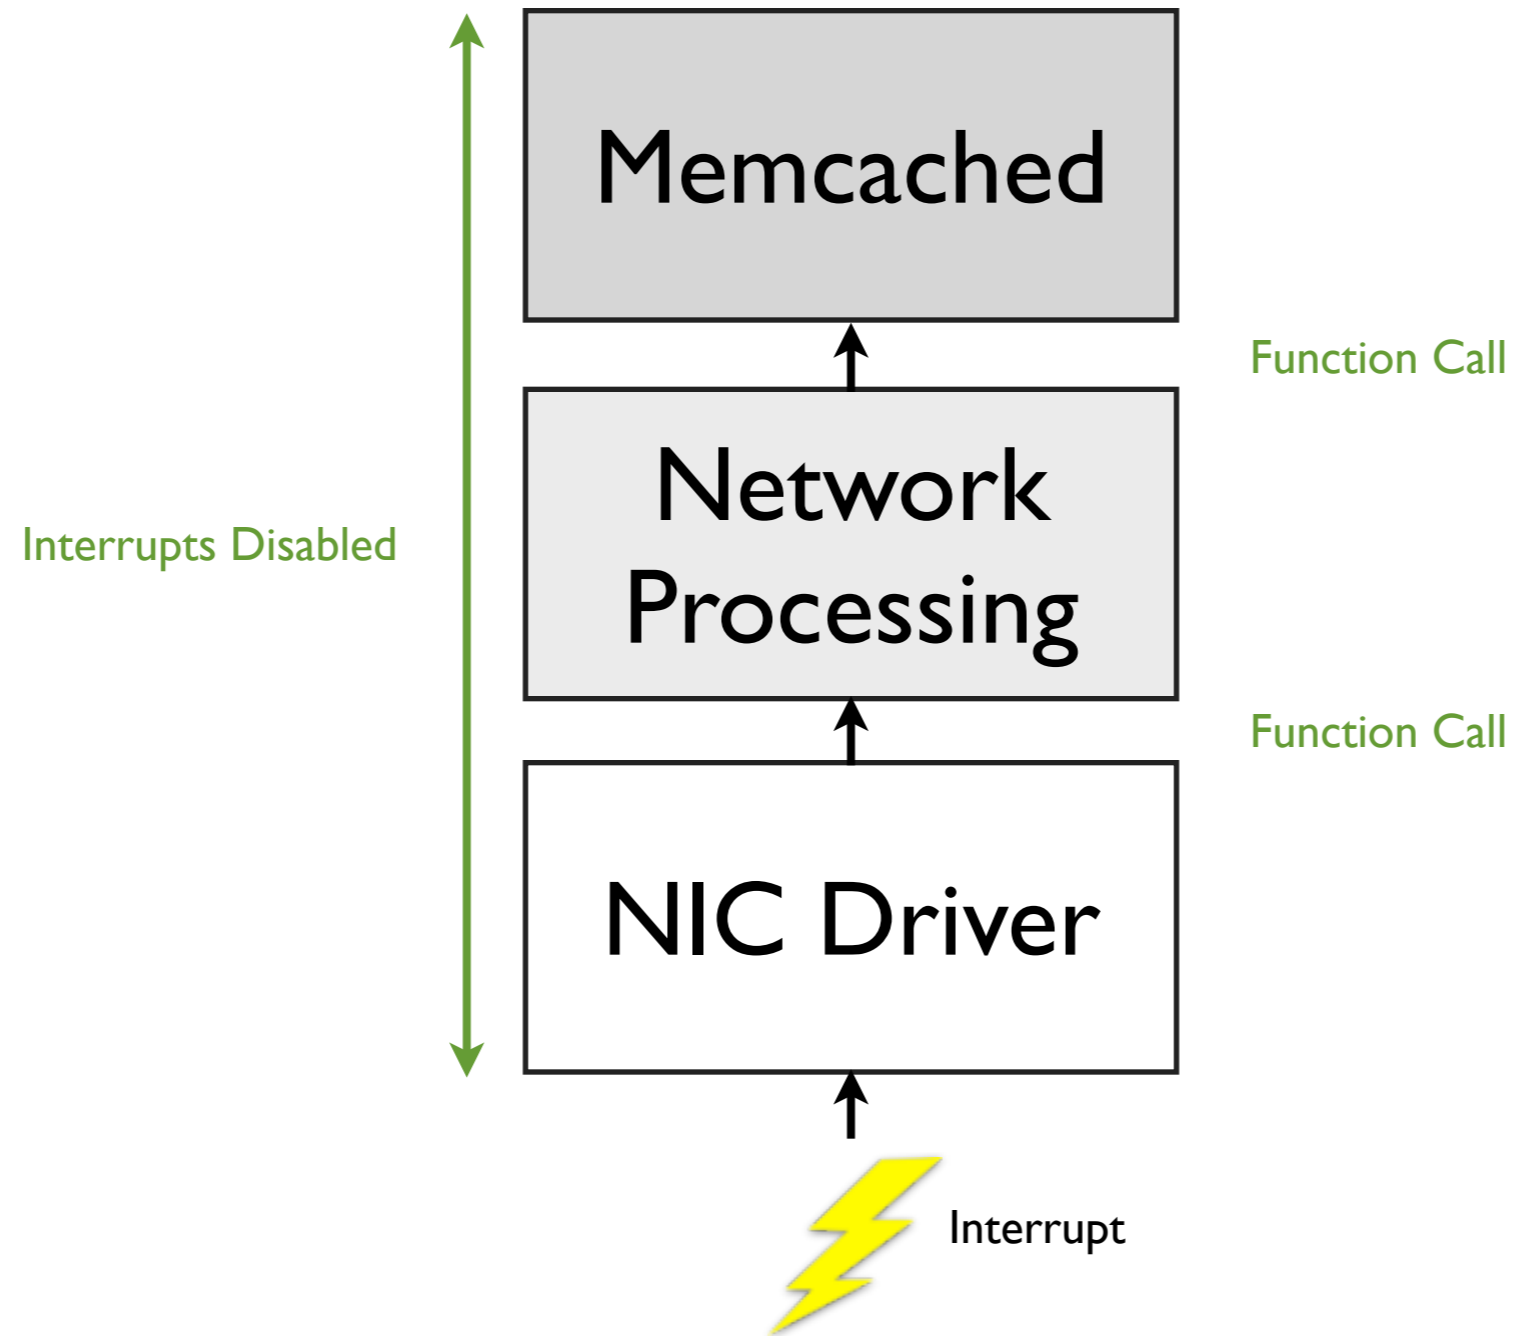 Memcached
Function Call
Network
Processing
Interrupts Disabled
Function Call
NIC Driver
Interrupt